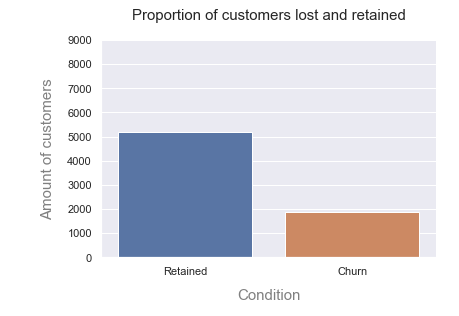 Proportion of customers lost and retained
9000
8000
7000
6000
5000
4000
3000
2000
1000
0
Amount of customers
Retained Churn
Condition